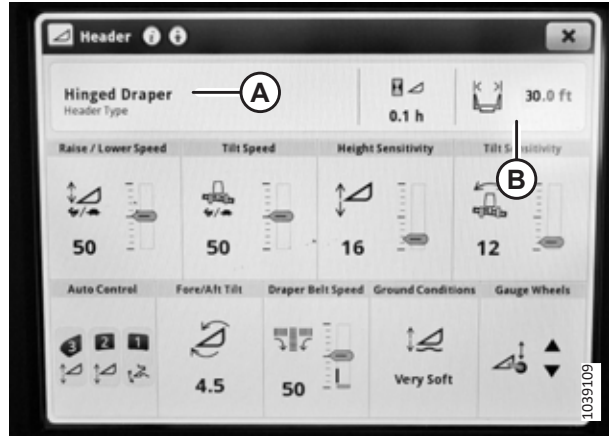 Header
Hinged Draper
Header Type
A
0.1 h
30.0 ft
B
Raise / Lower Speed
Tilt Speed
Height Sensitivity
Tilt Sensitivity
50
50
16
12
Auto Control
Fore/Aft Tilt
Draper Belt Speed
Ground Conditions
Gauge Wheels
3
2
1
4.5
50
Very Soft
1039109